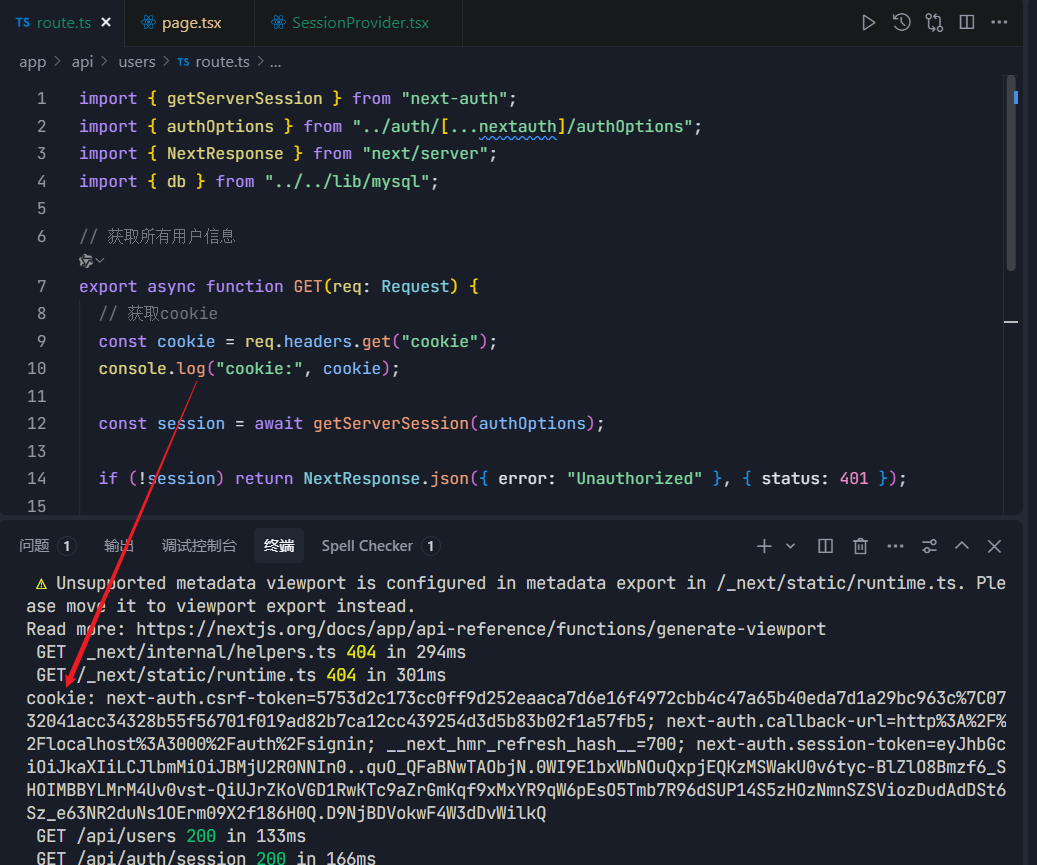 TS route.ts page.tsx SessionProvider.tsx
app > api > users > TS route.ts > ...
1 import { getServerSession } from "next-auth";
2 import { authOptions } from "../auth/[...nextauth]/authOptions";
3 import { NextResponse } from "next/server";
4 import { db } from "../../lib/mysql";
5
6 // 获取所有用户信息
7 export async function GET(req: Request) {
8 // 获取cookie
9 const cookie = req.headers.get("cookie");
10 console.log("cookie:", cookie);
11
12 const session = await getServerSession(authOptions);
13
14 if (!session) return NextResponse.json({ error: "Unauthorized" }, { status: 401 });
15
问题 1 输出 调试控制台 终端 Spell Checker 1
⚠ Unsupported metadata viewport is configured in metadata export in /_next/static/runtime.ts. Ple
ase move it to viewport export instead.
Read more: https://nextjs.org/docs/app/api-reference/functions/generate-viewport
GET /_next/internal/helpers.ts 404 in 294ms
GET /_next/static/runtime.ts 404 in 301ms
cookie: next-auth.csrf-token=5753d2c173cc0ff9d252eaaca7d6e16f4972cbb4c47a65b40eda7d1a29bc963c%7C07
32041acc34328b55f56701f019ad82b7ca12cc439254d3d5b83b02f1a57fb5; next-auth.callback-url=http%3A%2F%
2Flocalhost%3A3000%2Fauth%2Fsignin; __next_hmr_refresh_hash__=700; next-auth.session-token=eyJhbGc
iOiJkaXIiLCJlbmMiOiJBMjU2R0NNIn0..quO_QFaBNwTAObjN.0WI9E1bxWbNOuQxpjEQKzMSWakU0v6tyc-BlZlO8Bmzf6_S
HOIMBBYLMrM4Uv0vst-QiUJrZKoVGD1RwKTc9aZrGmKqf9xMxYR9qW6pEsO5Tmb7R96dSUP14S5zHOzNmnSZSViozDudAdDSt6
Sz_e63NR2duNs1OErm09X2f186H0Q.D9NjBDVokwF4W3dDvWilkQ
GET /api/users 200 in 133ms
GET /api/auth/session 200 in 166ms